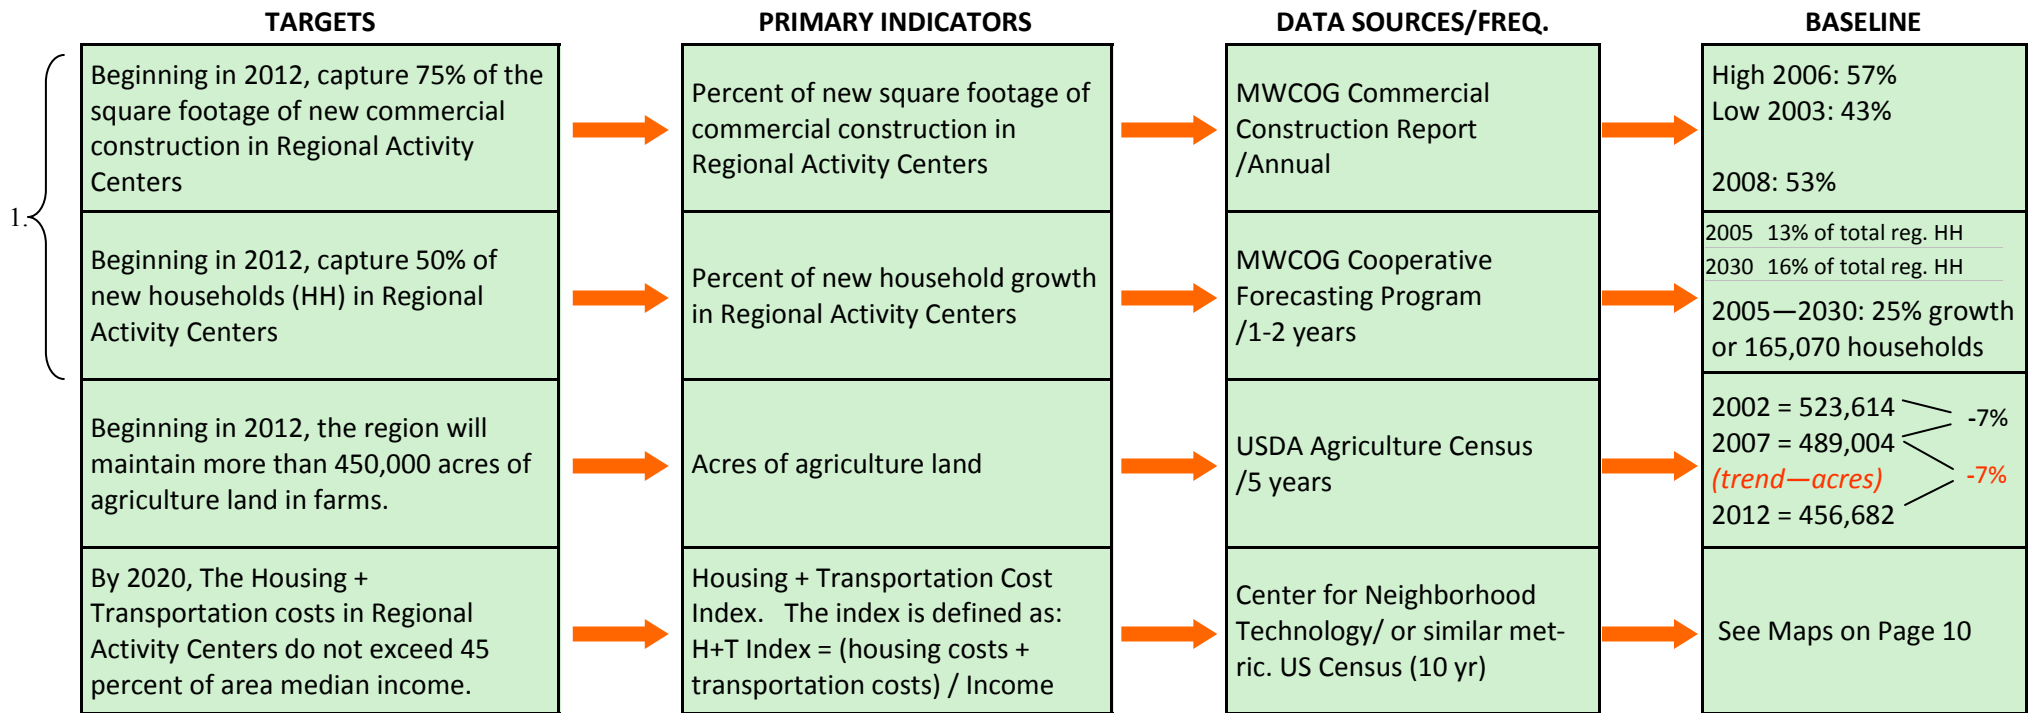 TARGETS
PRIMARY INDICATORS
DATA SOURCES/FREQ.
BASELINE
1.
Beginning in 2012, capture 75% of the
square footage of new commercial
construction in Regional Activity
Centers
Percent of new square footage of
commercial construction in
Regional Activity Centers
MWCOG Commercial
Construction Report
/Annual
High 2006: 57%
Low 2003: 43%
2008: 53%
Beginning in 2012, capture 50% of
new households (HH) in Regional
Activity Centers
Percent of new household growth
in Regional Activity Centers
MWCOG Cooperative
Forecasting Program
/1-2 years
2005 13% of total reg. HH
2030 16% of total reg. HH
2005—2030: 25% growth
or 165,070 households
Beginning in 2012, the region will
maintain more than 450,000 acres of
agriculture land in farms.
Acres of agriculture land
USDA Agriculture Census
/5 years
2002 = 523,614
-7%
2007 = 489,004
(trend—acres)
-7%
2012 = 456,682
By 2020, The Housing +
Transportation costs in Regional
Activity Centers do not exceed 45
percent of area median income.
Housing + Transportation Cost
Index. The index is defined as:
H+T Index = (housing costs +
transportation costs) / Income
Center for Neighborhood
Technology/ or similar met-
ric. US Census (10 yr)
See Maps on Page 10